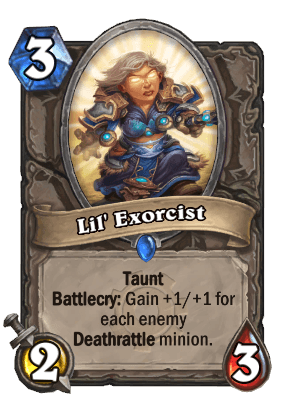 3
Lil' Exorcist
Taunt
Battlecry: Gain +1/+1 for
each enemy
Deathrattle minion.
2 3